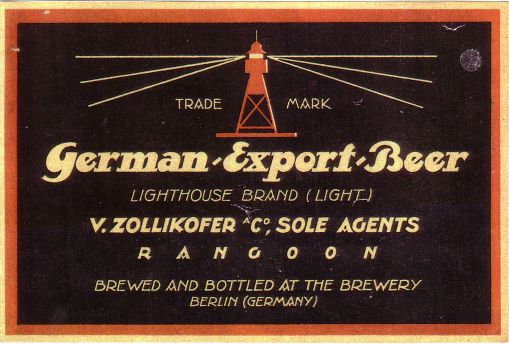 TRADE MARK
German-Export-Beer
LIGHTHOUSE BRAND (LIGHT)
V. ZOLLIKOFER & Co, SOLE AGENTS
RANGOON
BREWED AND BOTTLED AT THE BREWERY
BERLIN (GERMANY)